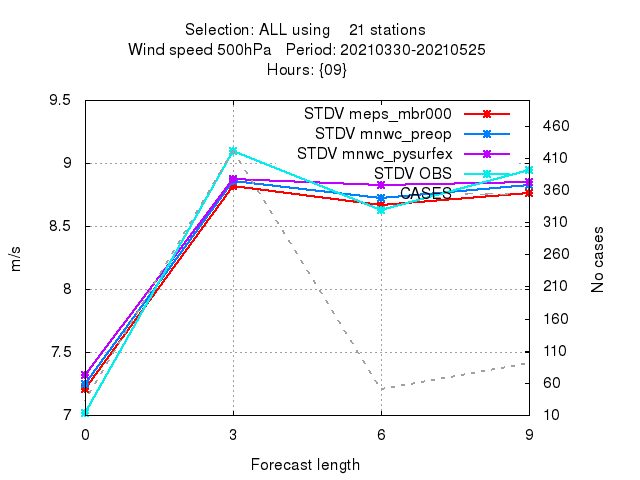 Selection: ALL using    21 stations
Wind speed 500hPa   Period: 20210330-20210525
Hours: {09}
STDV meps_mbr000
STDV mnwc_preop
STDV mnwc_pysurfex
STDV OBS
CASES
m/s
9.5
9
8.5
8
7.5
7
No cases
460
410
360
310
260
210
160
110
60
10
0 3 6 9
Forecast length